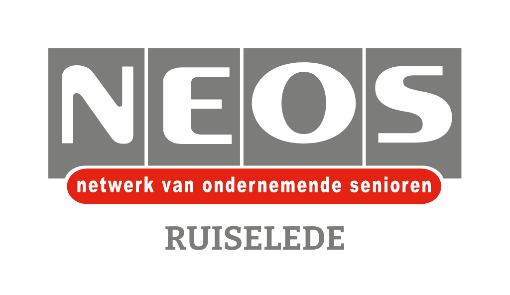 NEOS
netwerk van ondernemende senioren
RUISELEDE